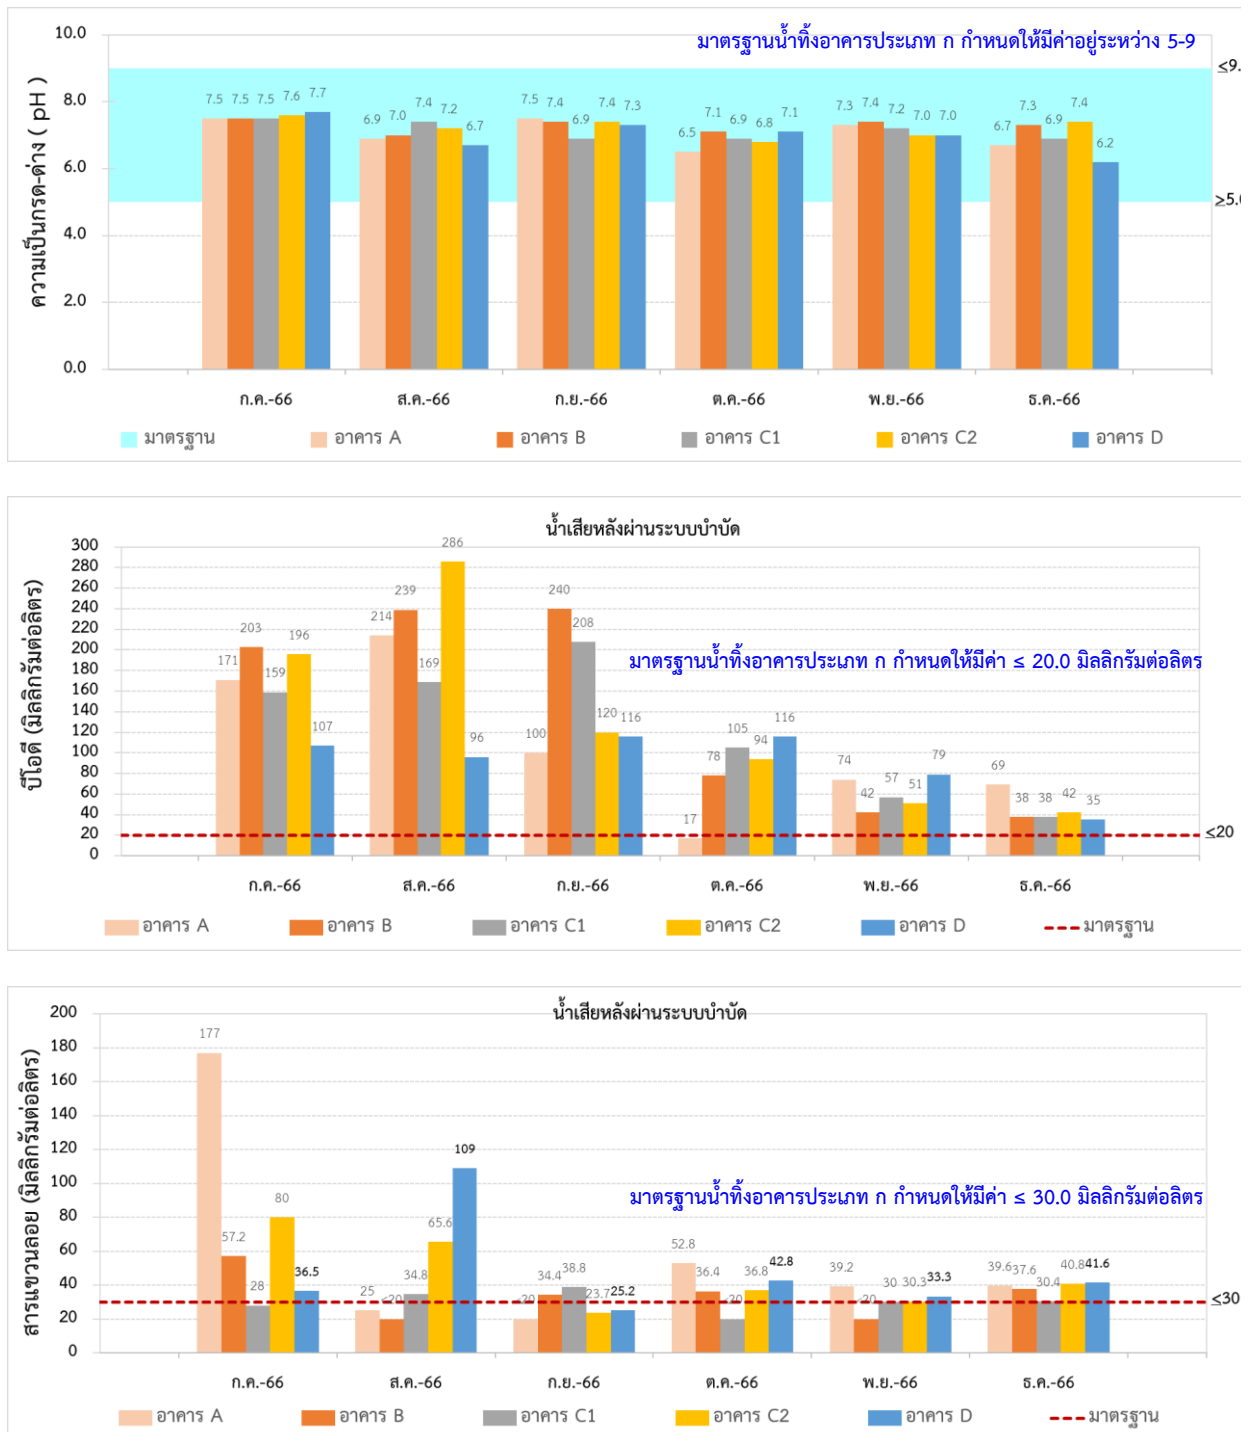 มาตรฐานน้ำทิ้งอาคารประเภท ก กำหนดให้มีค่าอยู่ระหว่าง 5-9
ความเป็นกรด-ด่าง ( pH )
10.0
8.0
6.0
4.0
2.0
0.0
≤9.
≥5.0
7.5 7.5 7.5 7.6 7.7
6.9 7.0 7.4 7.2 6.7
7.5 7.4 6.9 7.4 7.3
6.5 7.1 6.9 6.8 7.1
7.3 7.4 7.2 7.0 7.0
6.7 7.3 6.9 7.4 6.2
ก.ค.-66 ส.ค.-66 ก.ย.-66 ต.ค.-66 พ.ย.-66 ธ.ค.-66
มาตรฐาน อาคาร A อาคาร B อาคาร C1 อาคาร C2 อาคาร D
น้ำเสียหลังผ่านระบบบำบัด
บีโอดี (มิลลิกรัมต่อลิตร)
300
280
260
240
220
200
180
160
140
120
100
80
60
40
20
0
มาตรฐานน้ำทิ้งอาคารประเภท ก กำหนดให้มีค่า ≤ 20.0 มิลลิกรัมต่อลิตร
≤20
171 203 159 196 107
214 239 169 286 96
100 240 208 120 116
17 78 105 94 116
74 42 57 51 79
69 38 38 42 35
ก.ค.-66 ส.ค.-66 ก.ย.-66 ต.ค.-66 พ.ย.-66 ธ.ค.-66
อาคาร A อาคาร B อาคาร C1 อาคาร C2 อาคาร D มาตรฐาน
น้ำเสียหลังผ่านระบบบำบัด
สารแขวนลอย (มิลลิกรัมต่อลิตร)
200
180
160
140
120
100
80
60
40
20
0
มาตรฐานน้ำทิ้งอาคารประเภท ก กำหนดให้มีค่า ≤ 30.0 มิลลิกรัมต่อลิตร
≤30
177 57.2 28 80 36.5
25 <20 34.8 65.6 109
<20 34.4 38.8 23.7 25.2
52.8 36.4 <20 36.8 42.8
39.2 <20 30 30.3 33.3
39.6 37.6 30.4 40.8 41.6
ก.ค.-66 ส.ค.-66 ก.ย.-66 ต.ค.-66 พ.ย.-66 ธ.ค.-66
อาคาร A อาคาร B อาคาร C1 อาคาร C2 อาคาร D มาตรฐาน